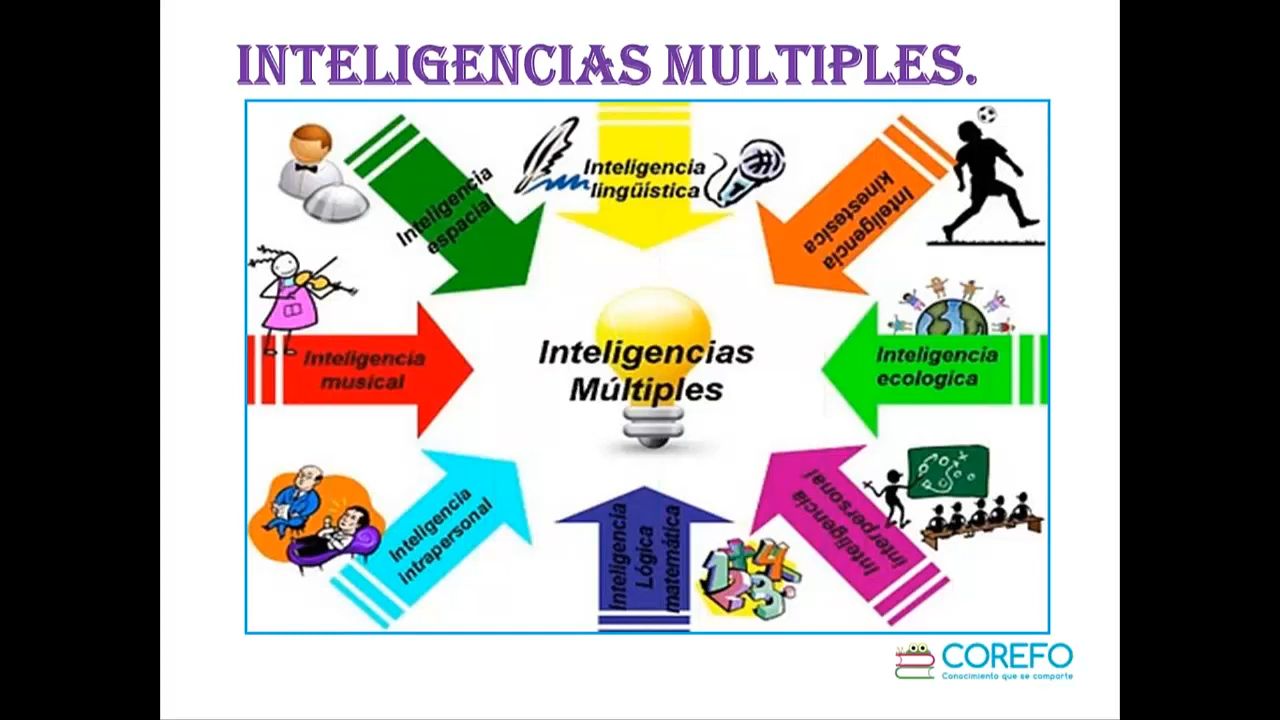 INTELIGENCIAS MULTIPLES.
Inteligencia
espacial
Inteligencia
lingüística
Inteligencia
kinestesica
Inteligencia
musical
Inteligencias
Múltiples
Inteligencia
ecologica
Inteligencia
intrapersonal
Inteligencia
Lógica
matemática
Inteligencia
interpersonal
COREFO
Conocimiento que se comparte